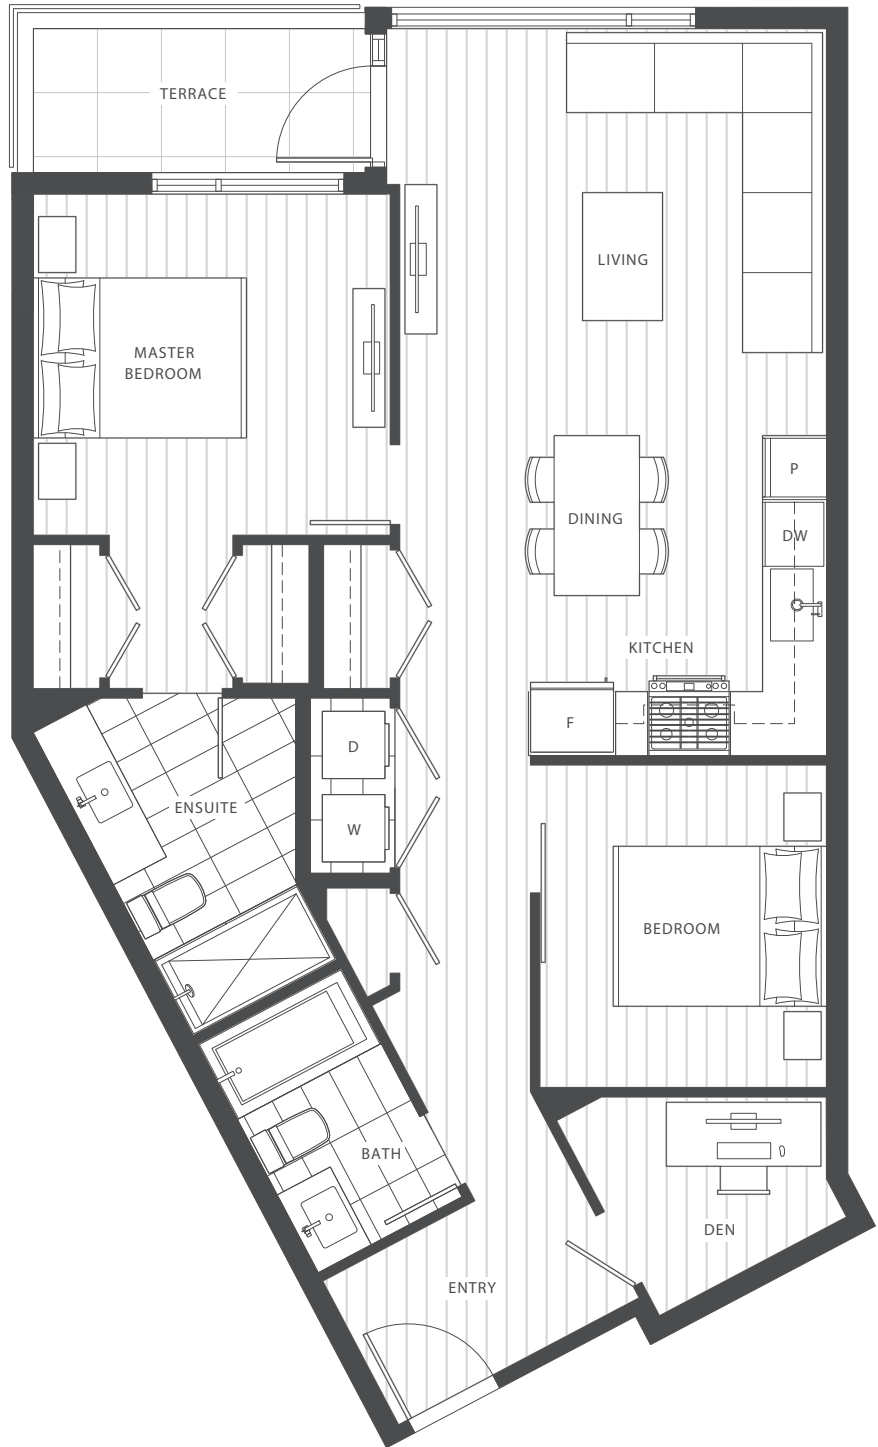 TERRACE
LIVING
MASTER
BEDROOM
P
DINING
DW
KITCHEN
F
D
ENSUITE
W
BEDROOM
BATH
DEN
ENTRY